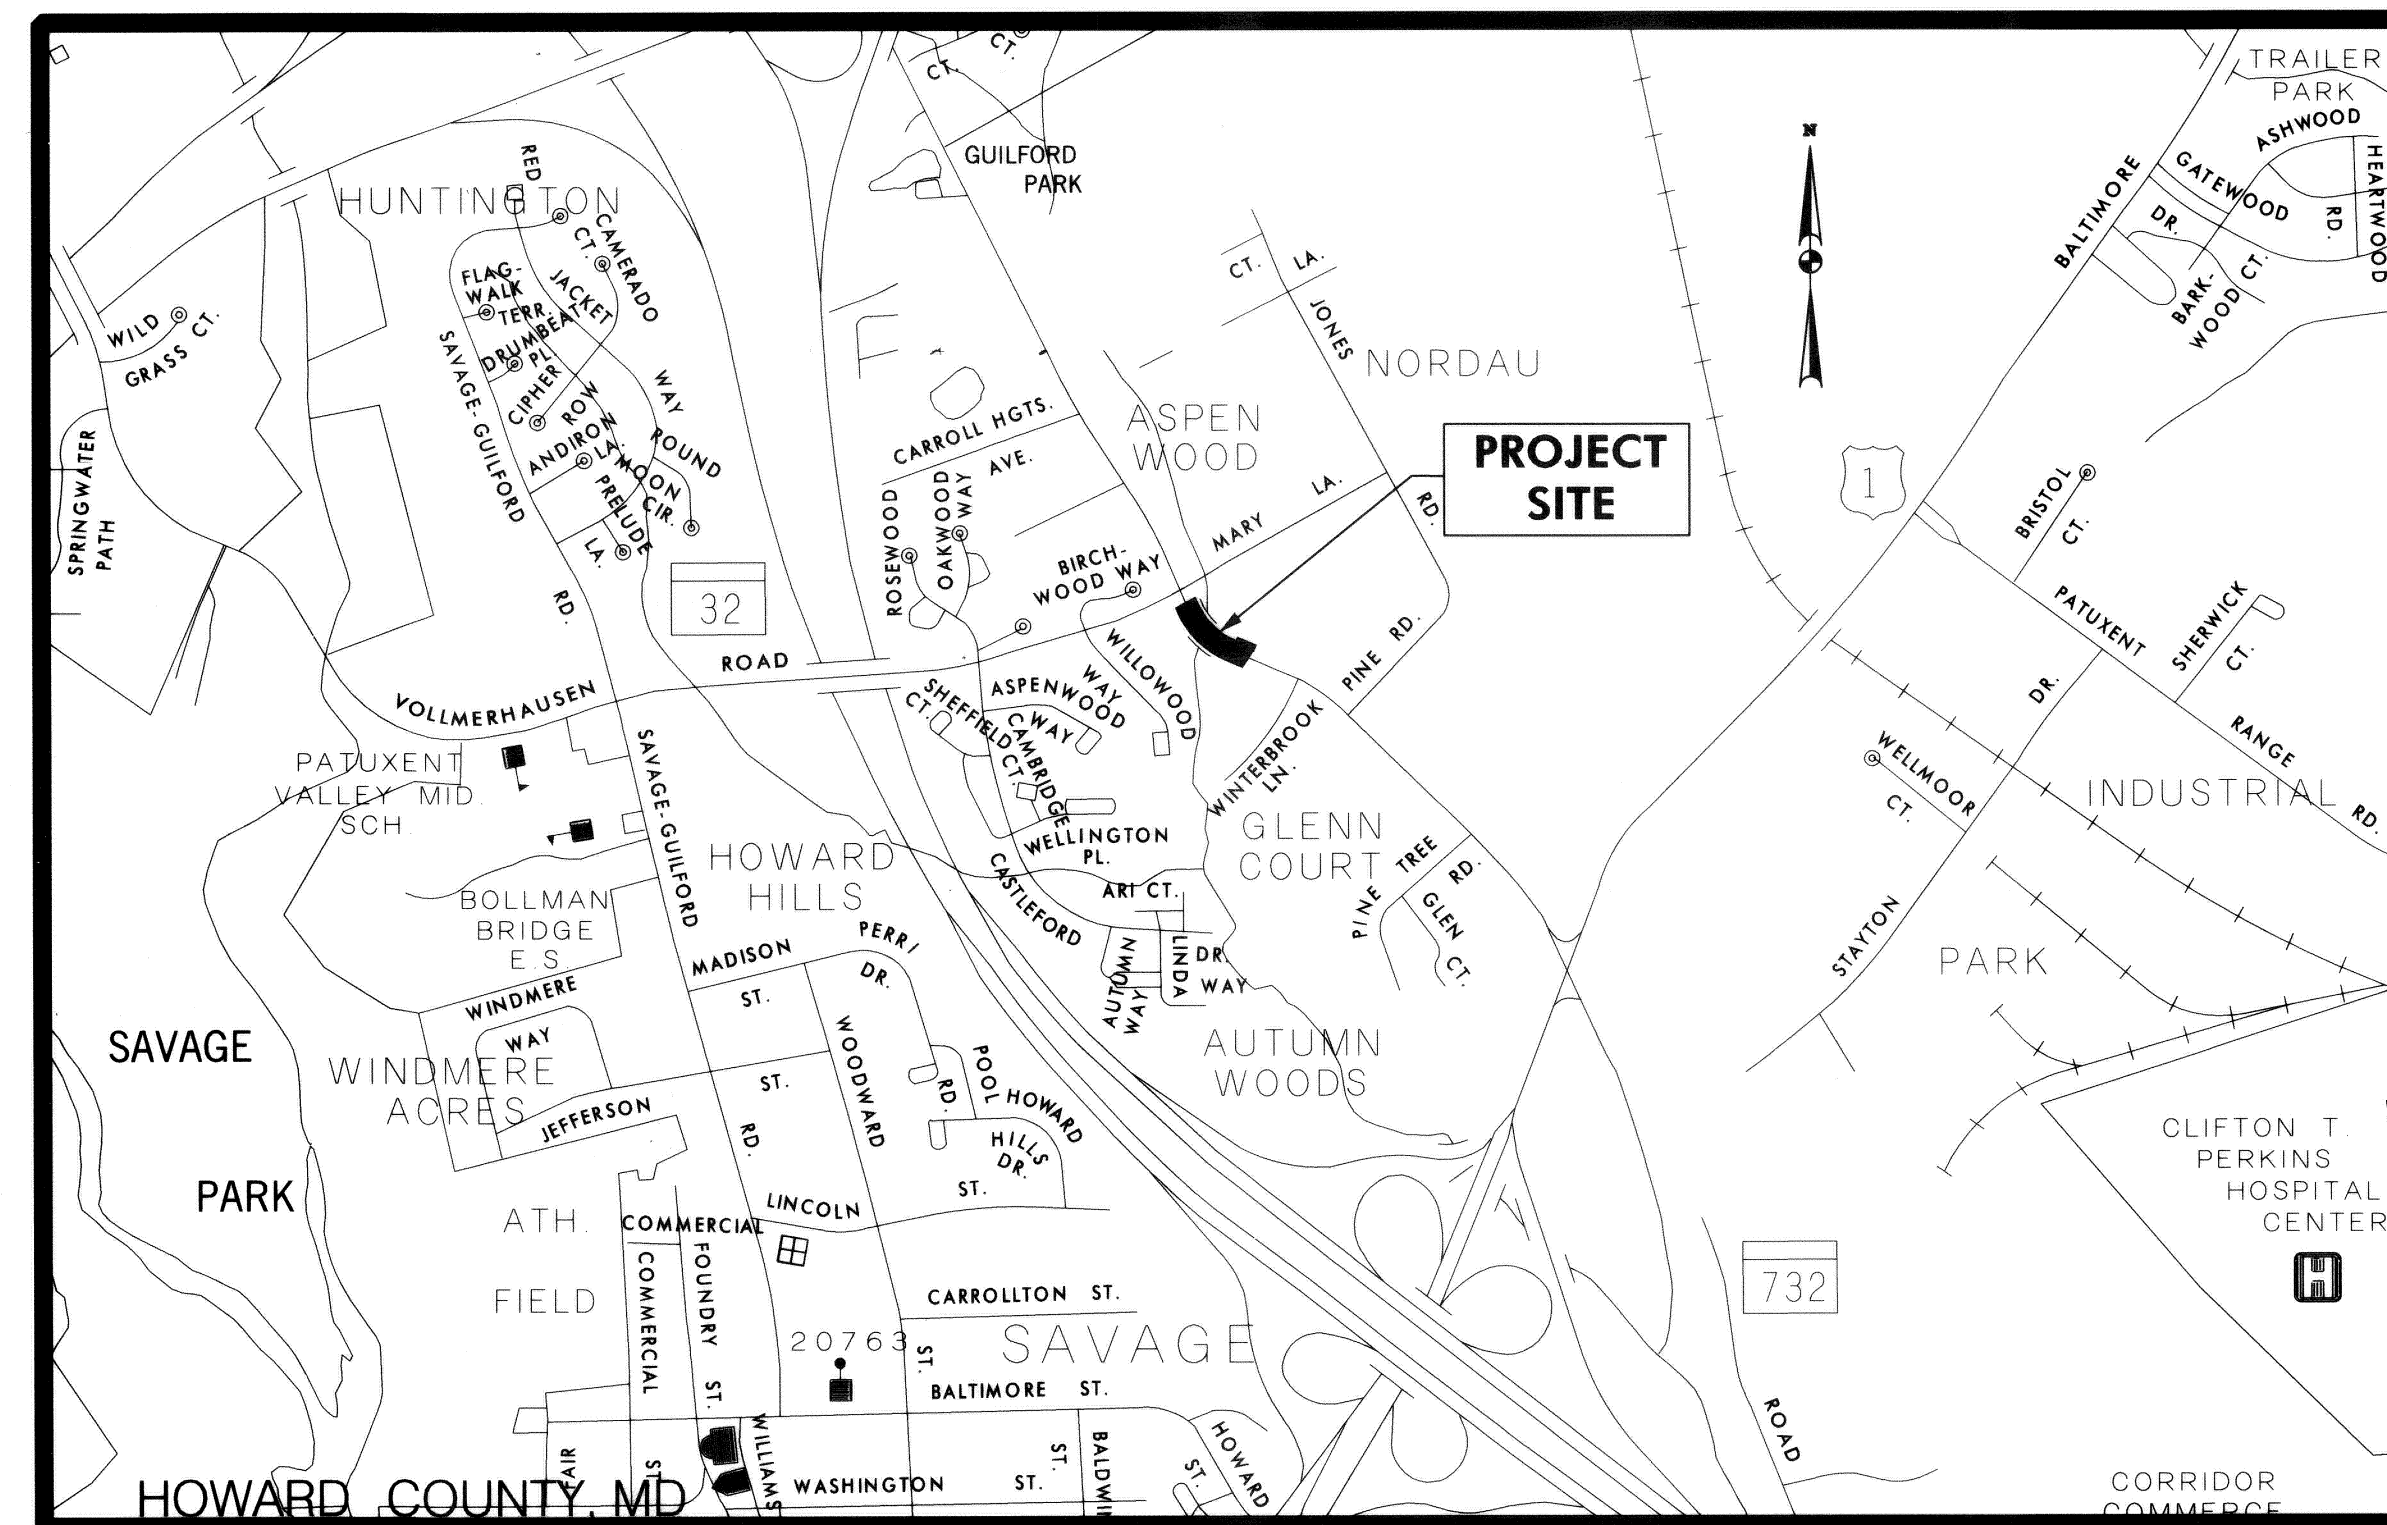 CT.
CT.
TRAILER
PARK
ASHWOOD
HEARTWOOD
RD.
GATEWOOD
DR.
BARK-
WOOD CT.
BALTIMORE
N
GUILFORD
PARK
HUNTINGTON
RED
JACKET
WAY
CAMERADO
CT.
FLAG-
WALK
TERR.
DRUMBEAT
PL.
CIPHER
ROW
ANDIRON
LA.
ROUND
MOON
CIR.
PRELUDE
LA.
SAVAGE-GUILFORD
RD.
WILD
GRASS CT.
SPRINGWATER
PATH
CT. LA.
JONES
RD.
NORDAU
ASPEN
WOOD
CARROLL HGTS.
AVE.
PROJECT
SITE
MARY LA.
ROSEWOOD
OAKWOOD
WAY
BIRCH-
WOOD WAY
1
BRISTOL
CT.
PATUXENT
RANGE
RD.
SHERWICK
CT.
32
VOLLMERHAUSEN
ROAD
WILLOWOOD
WAY
ASPENWOOD
WAY
SHEFFIELD
CT.
CAMBRIDGE
CT.
PINE RD.
WINTERBROOK
LN.
WELLMOOR
CT.
STAYTON
DR.
INDUSTRIAL
PARK
PATUXENT
VALLEY MID.
SCH.
SAVAGE-GUILFORD
RD.
HOWARD
HILLS
WELLINGTON
PL.
GLENN
COURT
PINE TREE
RD.
GLEN
CT.
BOLLMAN
BRIDGE
E.S.
CASTLEFORD
DR.
ARI CT.
AUTUMN
WAY
LINDA
WAY
MADISON
ST.
PERRI
DR.
WINDMERE
WAY
SAVAGE
PARK
WINDMERE
ACRES
JEFFERSON
ST.
WOODWARD
ST.
POOL
RD.
HOWARD
HILLS
DR.
AUTUMN
WOODS
CLIFTON T.
PERKINS
HOSPITAL
CENTER
H
LINCOLN
ST.
ATH.
FIELD
COMMERCIAL
COMMERCIAL
ST.
FOUNDRY
ST.
CARROLLTON ST.
732
20763
SAVAGE
BALTIMORE ST.
FAIR
WILLIAMS
WASHINGTON ST.
BALDWIN
ST.
HOWARD
ST.
ROAD
HOWARD COUNTY, MD
CORRIDOR
COMMERCE